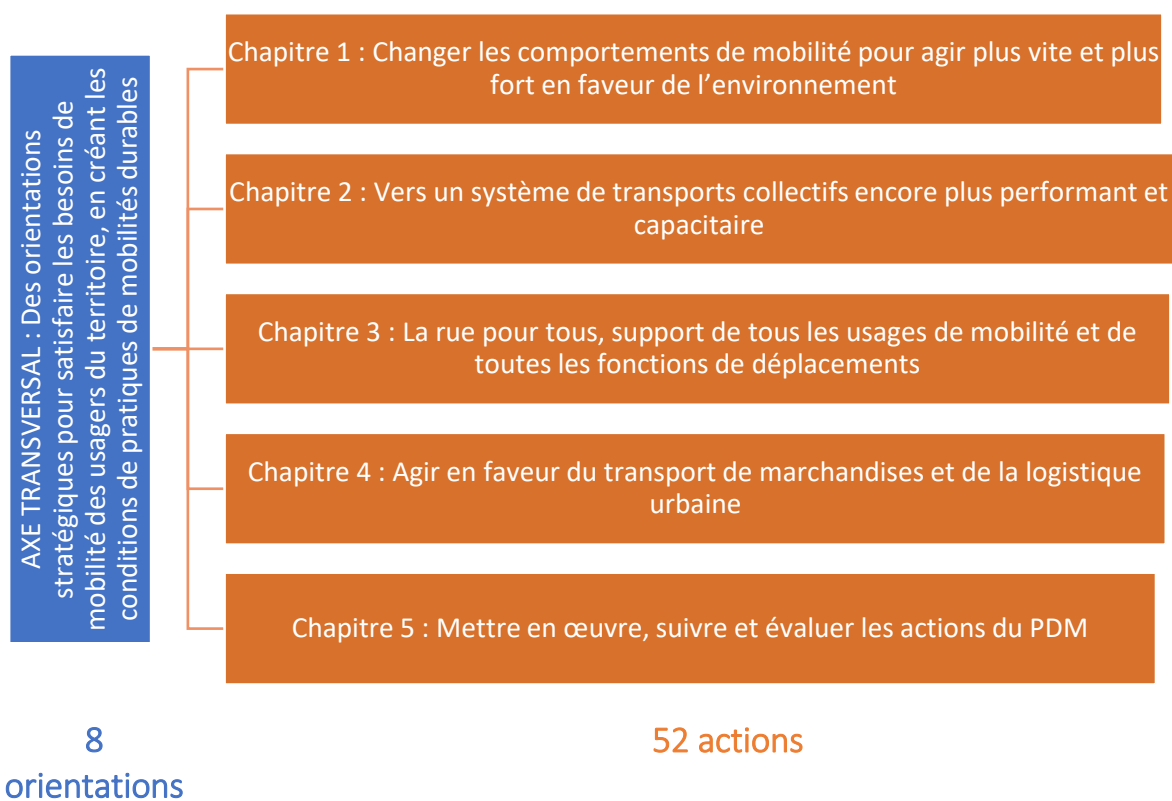 AXE TRANSVERSAL : Des orientations
stratégiques pour satisfaire les besoins de
mobilité des usagers du territoire, en créant les
conditions de pratiques de mobilités durables
Chapitre 1 : Changer les comportements de mobilité pour agir plus vite et plus
fort en faveur de l’environnement
Chapitre 2 : Vers un système de transports collectifs encore plus performant et
capacitaire
Chapitre 3 : La rue pour tous, support de tous les usages de mobilité et de
toutes les fonctions de déplacements
Chapitre 4 : Agir en faveur du transport de marchandises et de la logistique
urbaine
Chapitre 5 : Mettre en œuvre, suivre et évaluer les actions du PDM
8
orientations
52 actions